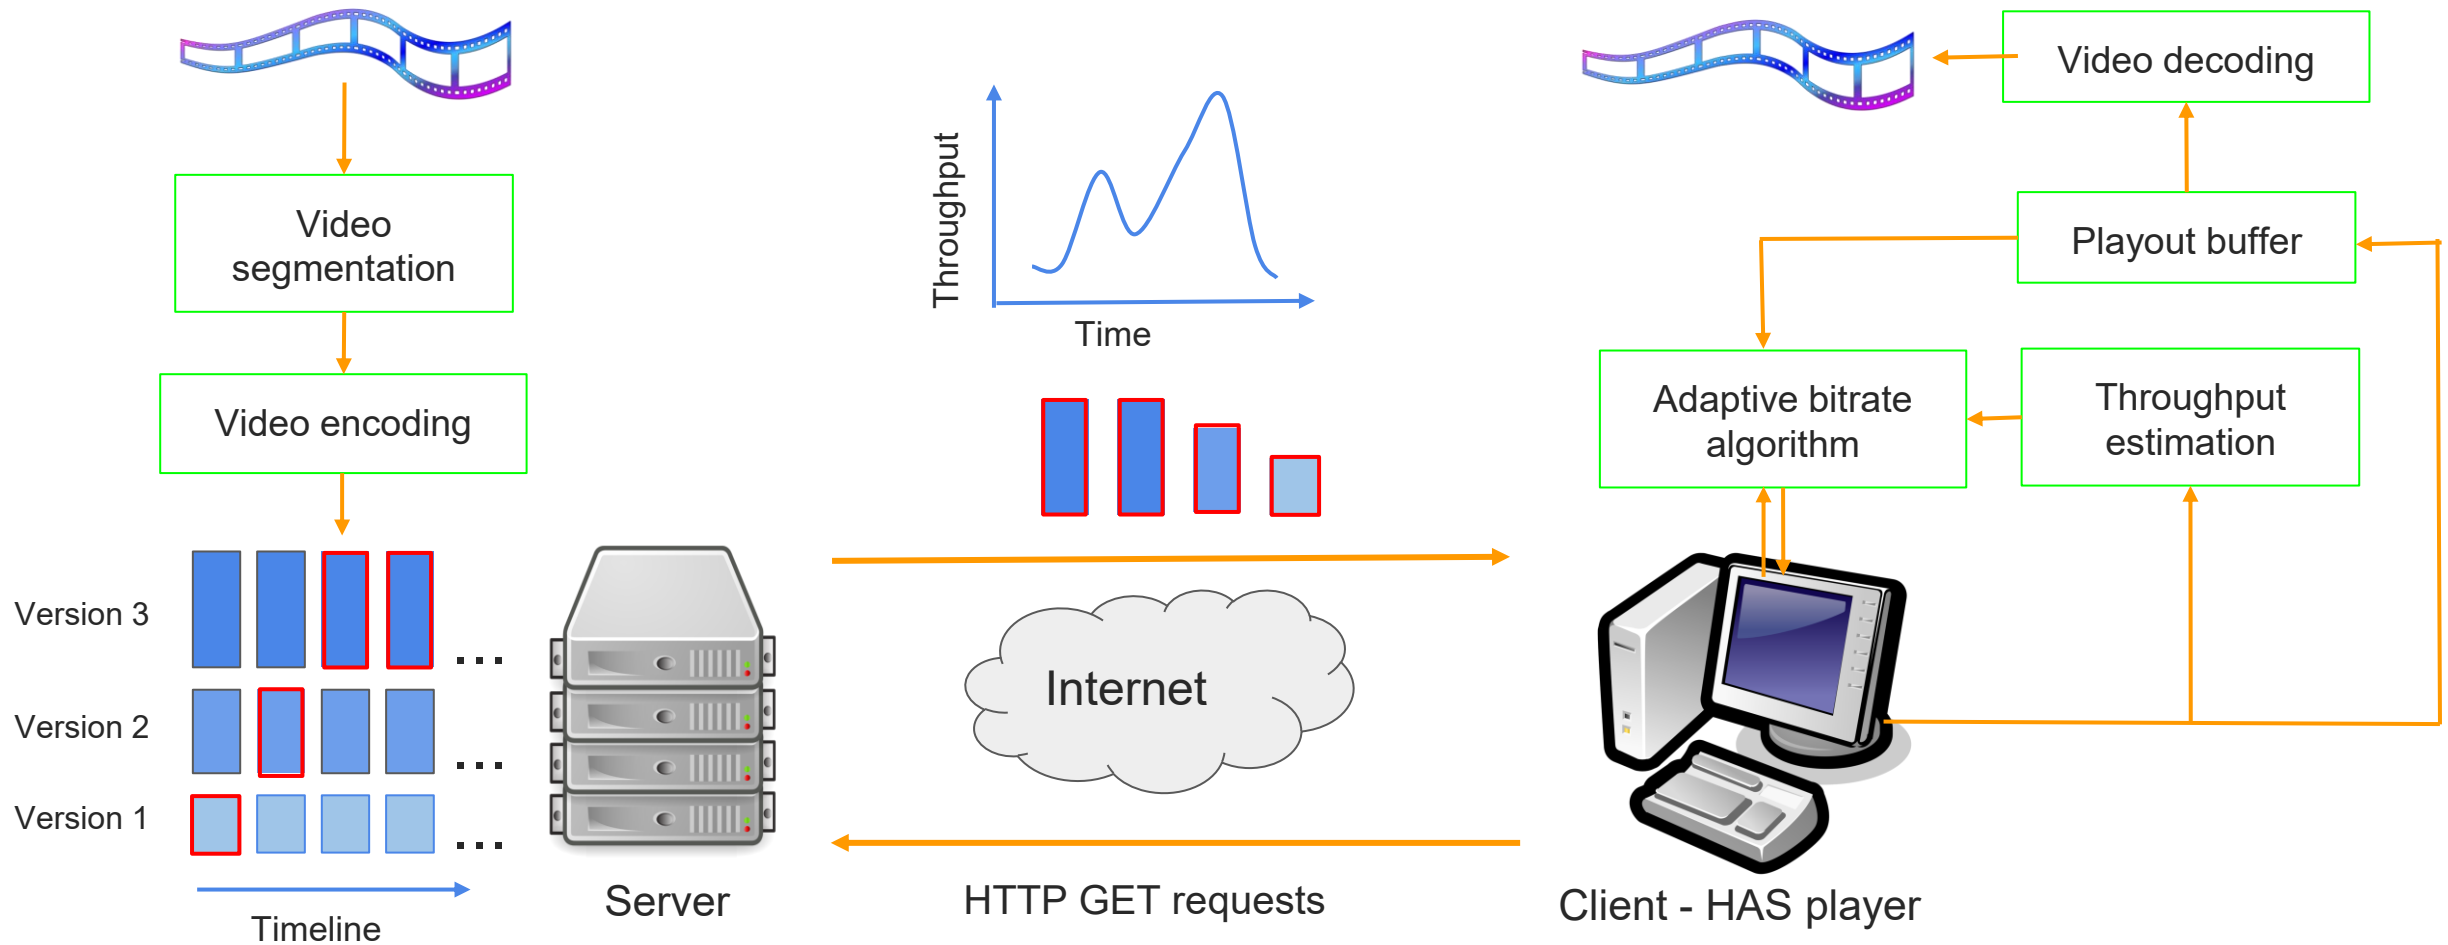 Video
segmentation
Video encoding
Version 3
Version 2
Version 1
...
...
...
Timeline
Server
Throughput
Time
Internet
HTTP GET requests
Video decoding
Playout buffer
Adaptive bitrate
algorithm
Throughput
estimation
Client - HAS player